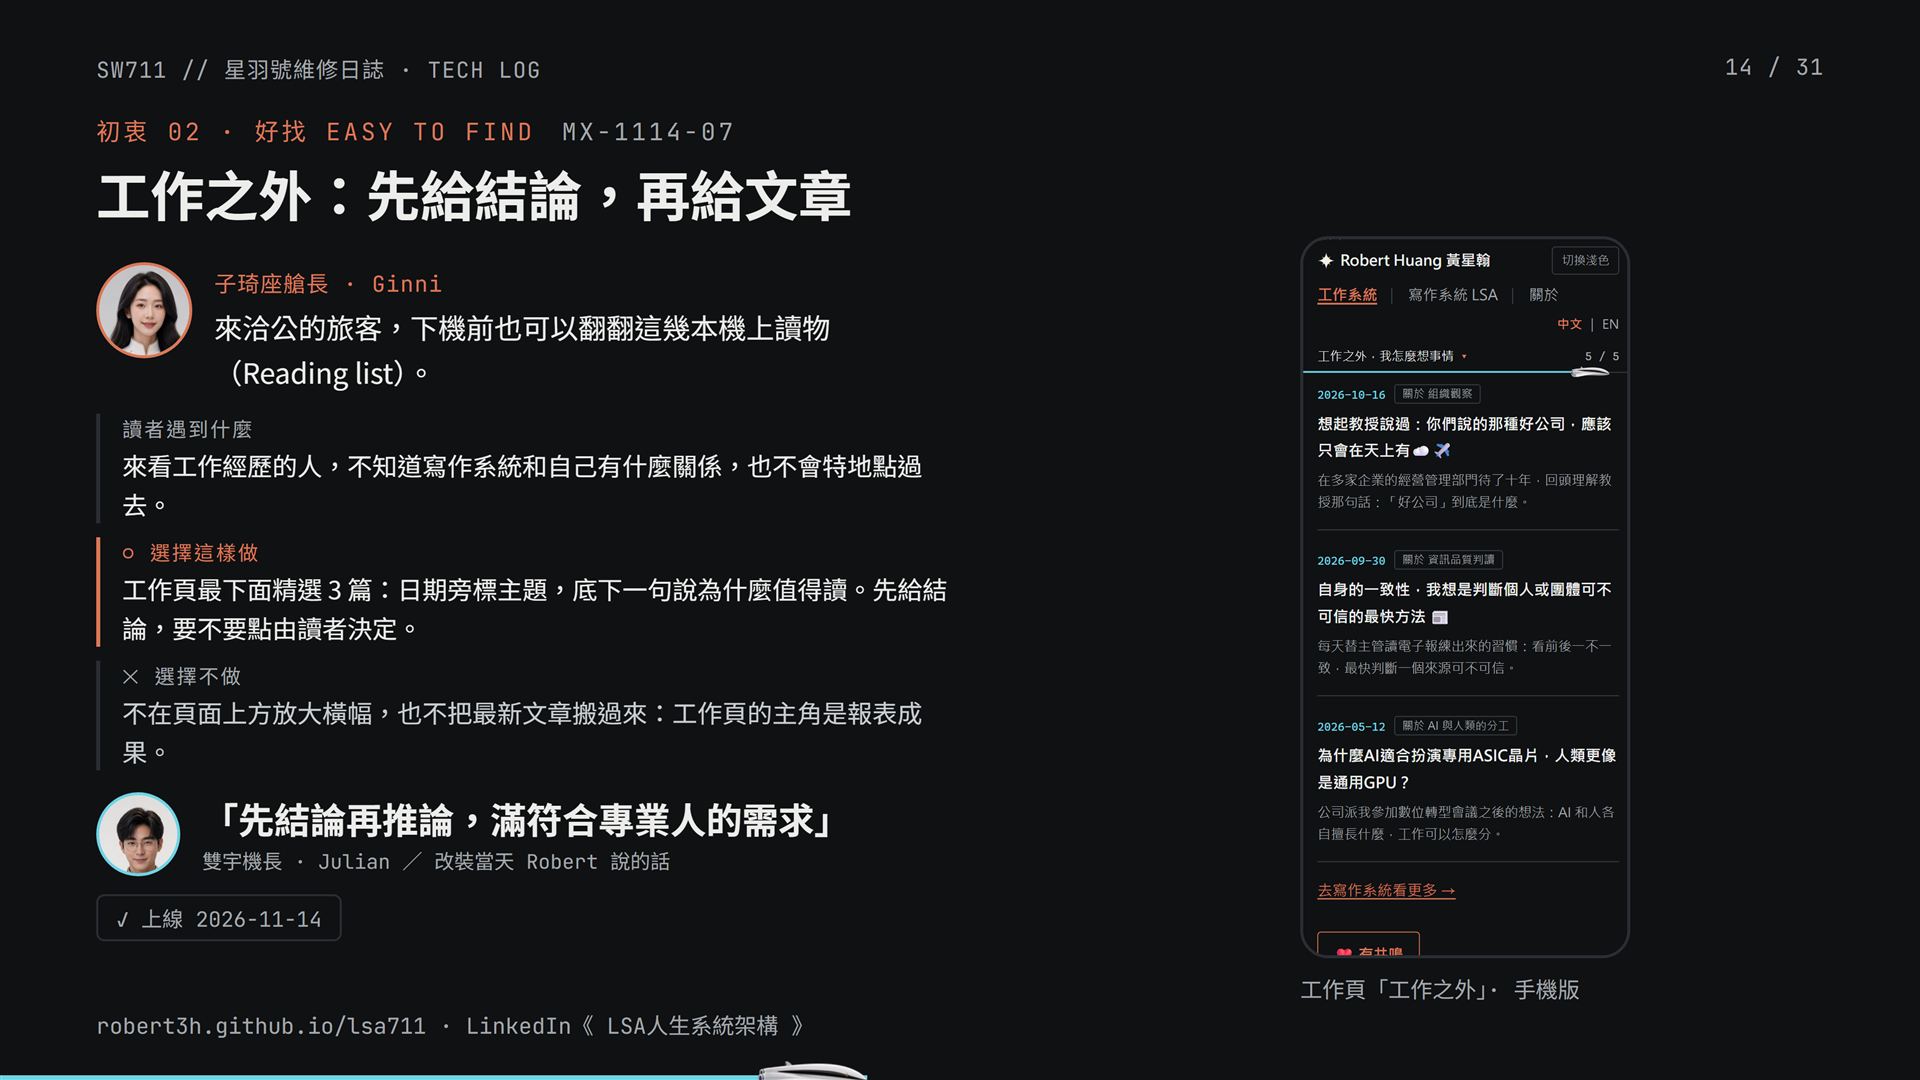 SW711 // 星羽號維修日誌 · TECH LOG
14 / 31
初衷 02 · 好找 EASY TO FIND MX-1114-07
工作之外：先給結論，再給文章
子琦座艙長 · Ginni
來洽公的旅客，下機前也可以翻翻這幾本機上讀物
（Reading list）。
讀者遇到什麼
來看工作經歷的人，不知道寫作系統和自己有什麼關係，也不會特地點過
去。
○ 選擇這樣做
工作頁最下面精選 3 篇：日期旁標主題，底下一句說為什麼值得讀。先給結
論，要不要點由讀者決定。
× 選擇不做
不在頁面上方放大橫幅，也不把最新文章搬過來：工作頁的主角是報表成
果。
「先結論再推論，滿符合專業人的需求」
雙宇機長 · Julian ／ 改裝當天 Robert 說的話
✓ 上線 2026-11-14
robert3h.github.io/lsa711 · LinkedIn《 LSA人生系統架構 》
✦ Robert Huang 黃星翰
切換淺色
工作系統 | 寫作系統 LSA | 關於
中文 | EN
工作之外，我怎麼想事情 ▾
5 / 5
2026-10-16 關於 組織觀察
想起教授說過：你們說的那種好公司，應該
只會在天上有☁️✈️
在多家企業的經營管理部門待了十年，回頭理解教
授那句話：「好公司」到底是什麼。
2026-09-30 關於 資訊品質判讀
自身的一致性，我想是判斷個人或團體可不
可信的最快方法 📰
每天替主管讀電子報練出來的習慣：看前後一不一
致，最快判斷一個來源可不可信。
2026-05-12 關於 AI 與人類的分工
為什麼AI適合扮演專用ASIC晶片，人類更像
是通用GPU？
公司派我參加數位轉型會議之後的想法：AI 和人各
自擅長什麼，工作可以怎麼分。
去寫作系統看更多 →
❤️ 有共鳴
工作頁「工作之外」· 手機版